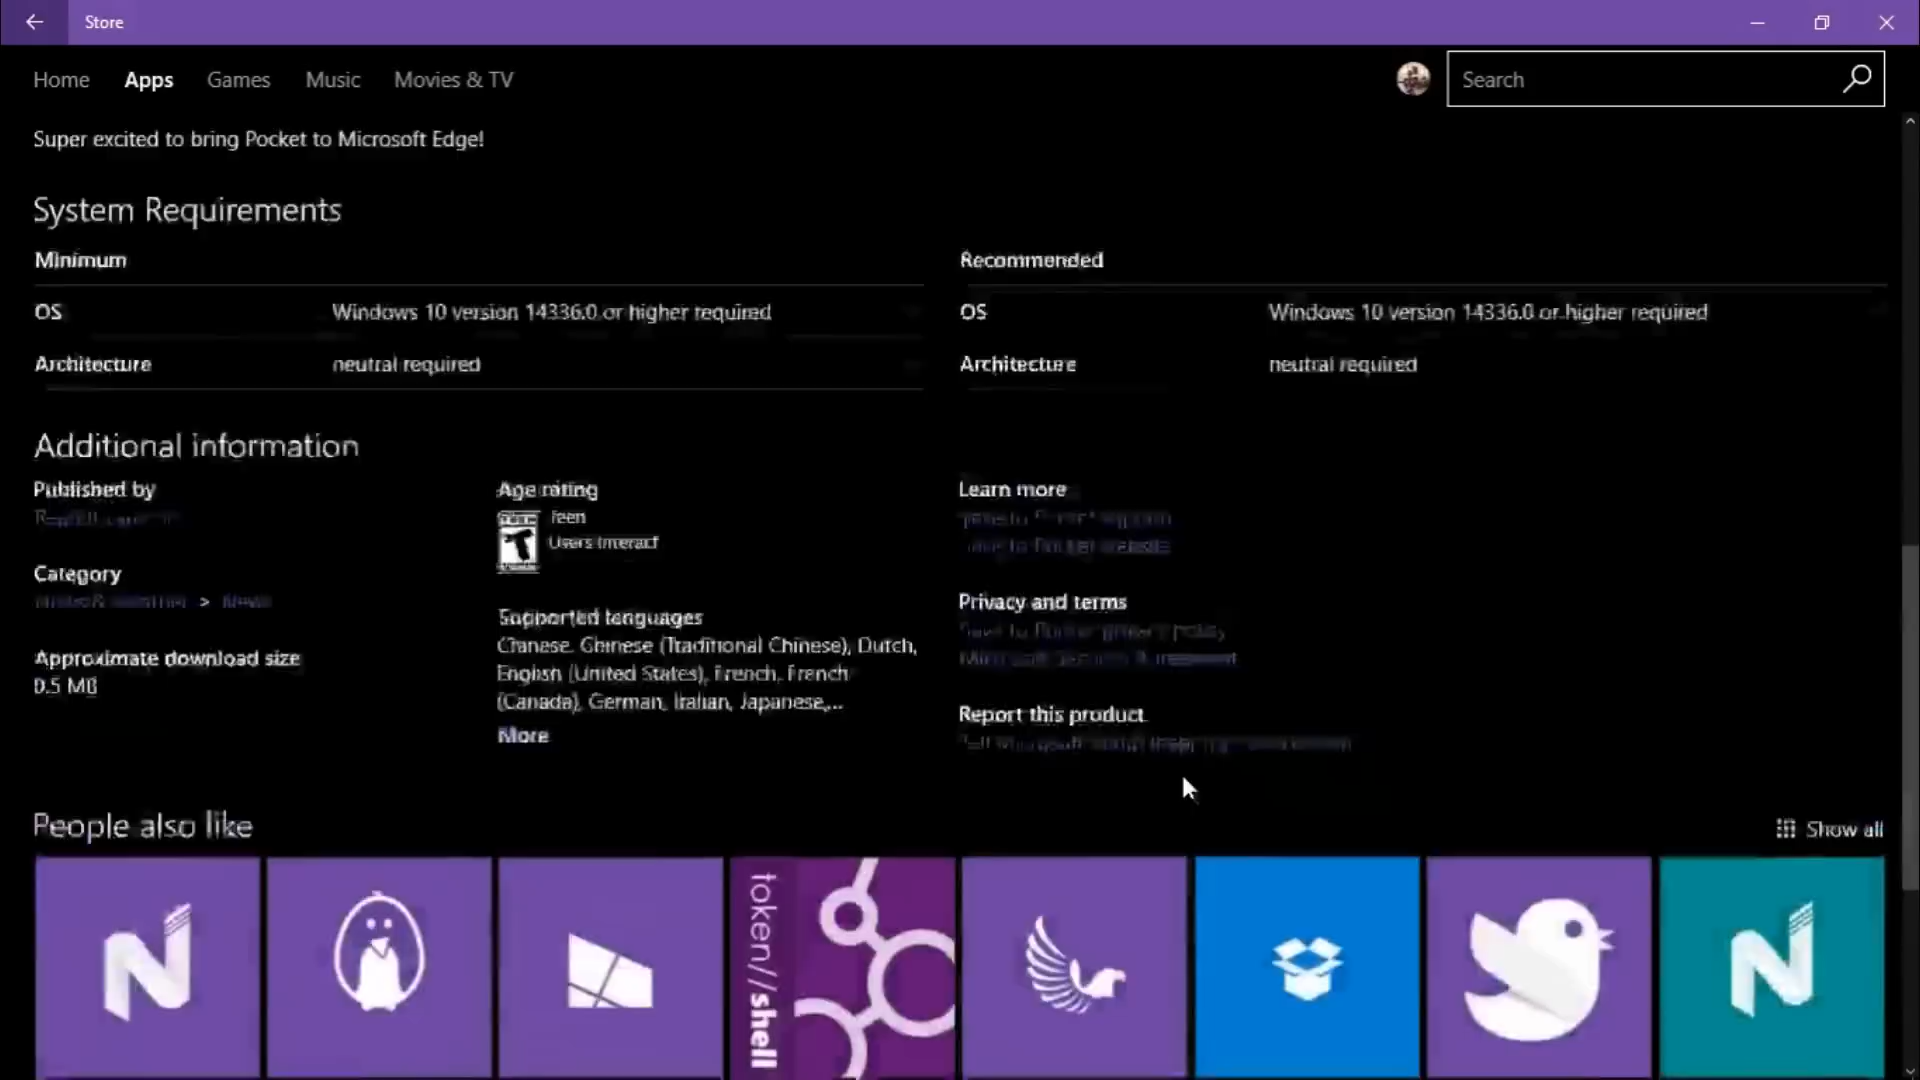 Store
Home Apps Games Music Movies & TV
Search
Super excited to bring Pocket to Microsoft Edge!
System Requirements
Minimum
Recommended
OS Windows 10 version 14336.0 or higher required
OS Windows 10 version 14336.0 or higher required
Architecture neutral required
Architecture neutral required
Additional information
Published by
Category
>
Approximate download size
0.5 MB
Age rating
TEEN
Teen
Users Interact
Supported languages
Chinese, Chinese (Traditional Chinese), Dutch,
English (United States), French, French
(Canada), German, Italian, Japanese,...
More
Learn more
Privacy and terms
Report this product
People also like
Show all
token//shell